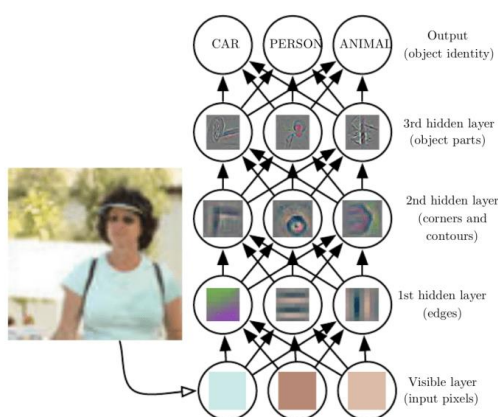 CAR PERSON ANIMAL
Output
(object identity)
3rd hidden layer
(object parts)
2nd hidden layer
(corners and
contours)
1st hidden layer
(edges)
Visible layer
(input pixels)